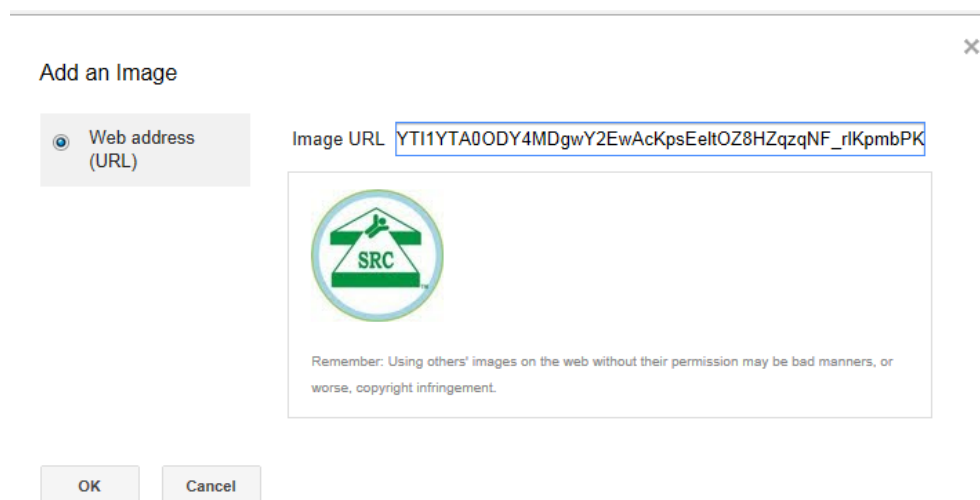 Add an Image
Web address
(URL)
Image URL YTI1YTA0ODY4MDgwY2EwAcKpsEeltOZ8HZqzqNF_rlKpmbPK
SRC
TM
Remember: Using others' images on the web without their permission may be bad manners, or
worse, copyright infringement.
OK Cancel